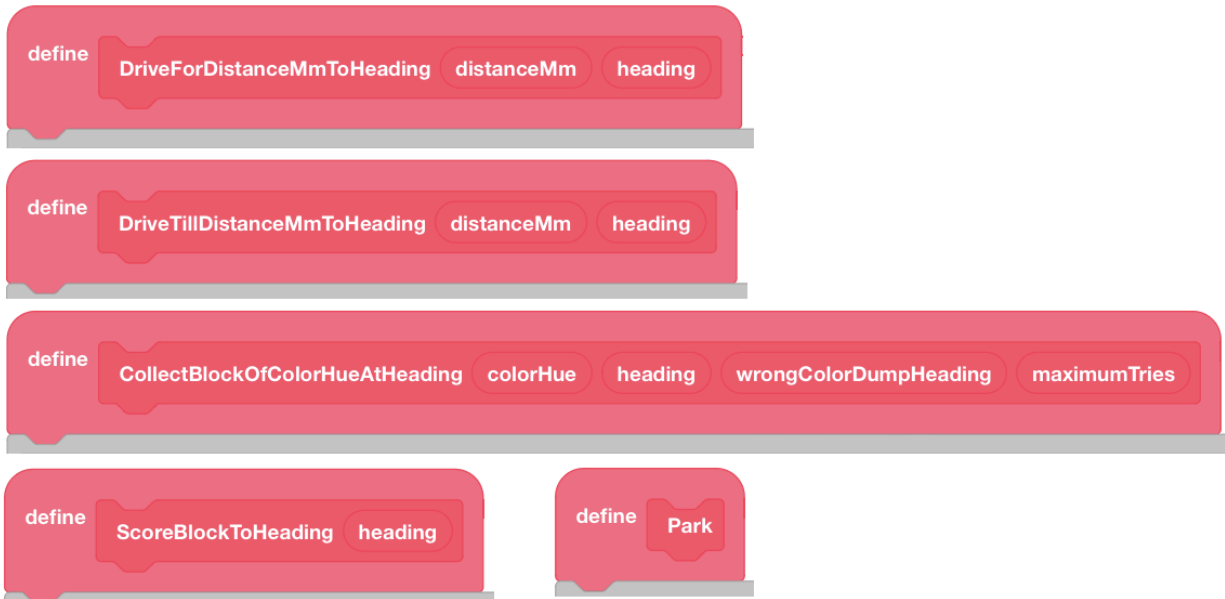 define DriveForDistanceMmToHeading distanceMm heading
define DriveTillDistanceMmToHeading distanceMm heading
define CollectBlockOfColorHueAtHeading colorHue heading wrongColorDumpHeading maximumTries
define ScoreBlockToHeading heading
define Park